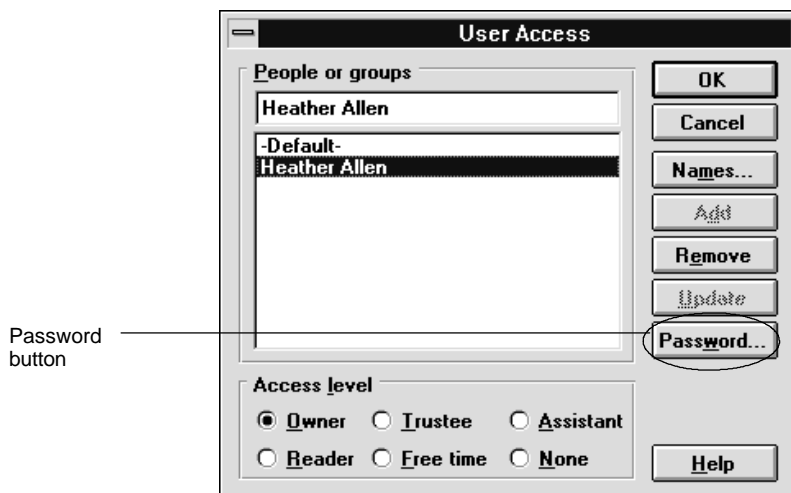 User Access
People or groups
Heather Allen
-Default-
Heather Allen
OK
Cancel
Names...
Add
Remove
Update
Password...
Password
button
Access level
Owner Trustee Assistant
Reader Free time None
Help